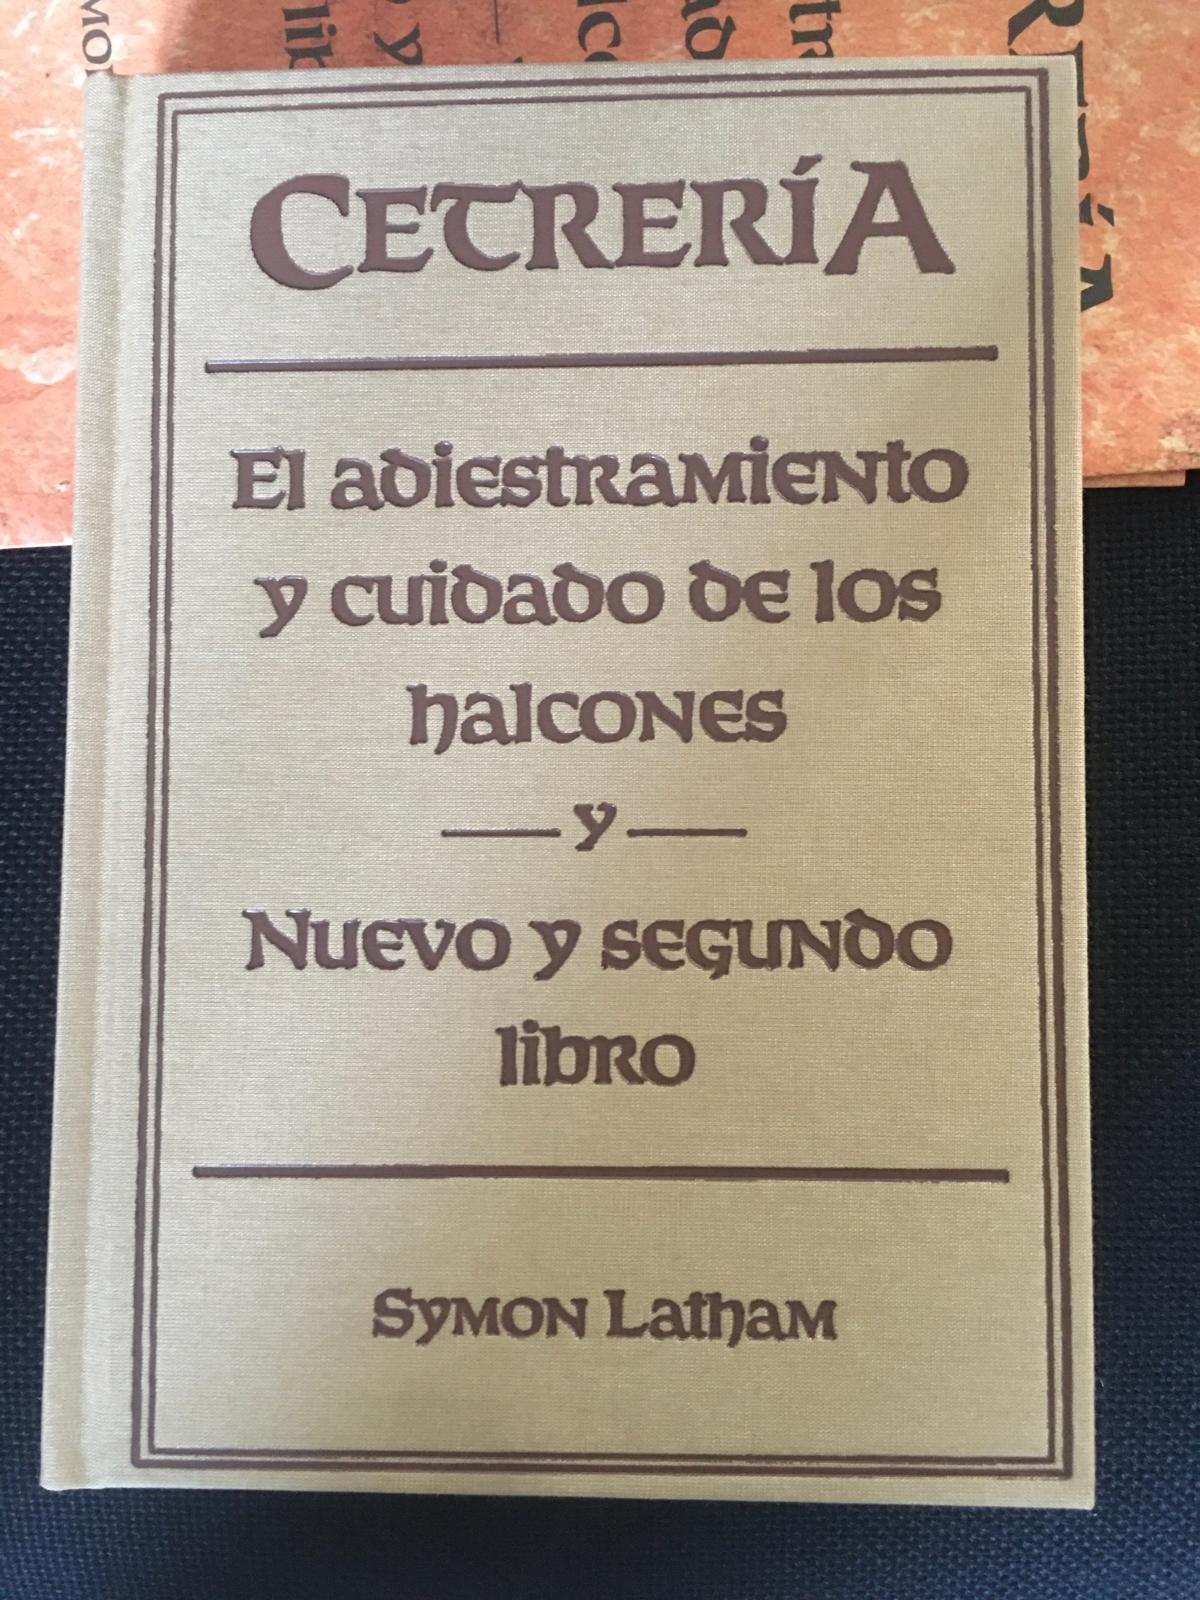 CETRERÍA
El adiestramiento
y cuidado de los
halcones
y
Nuevo y segundo
libro
Symon Latham